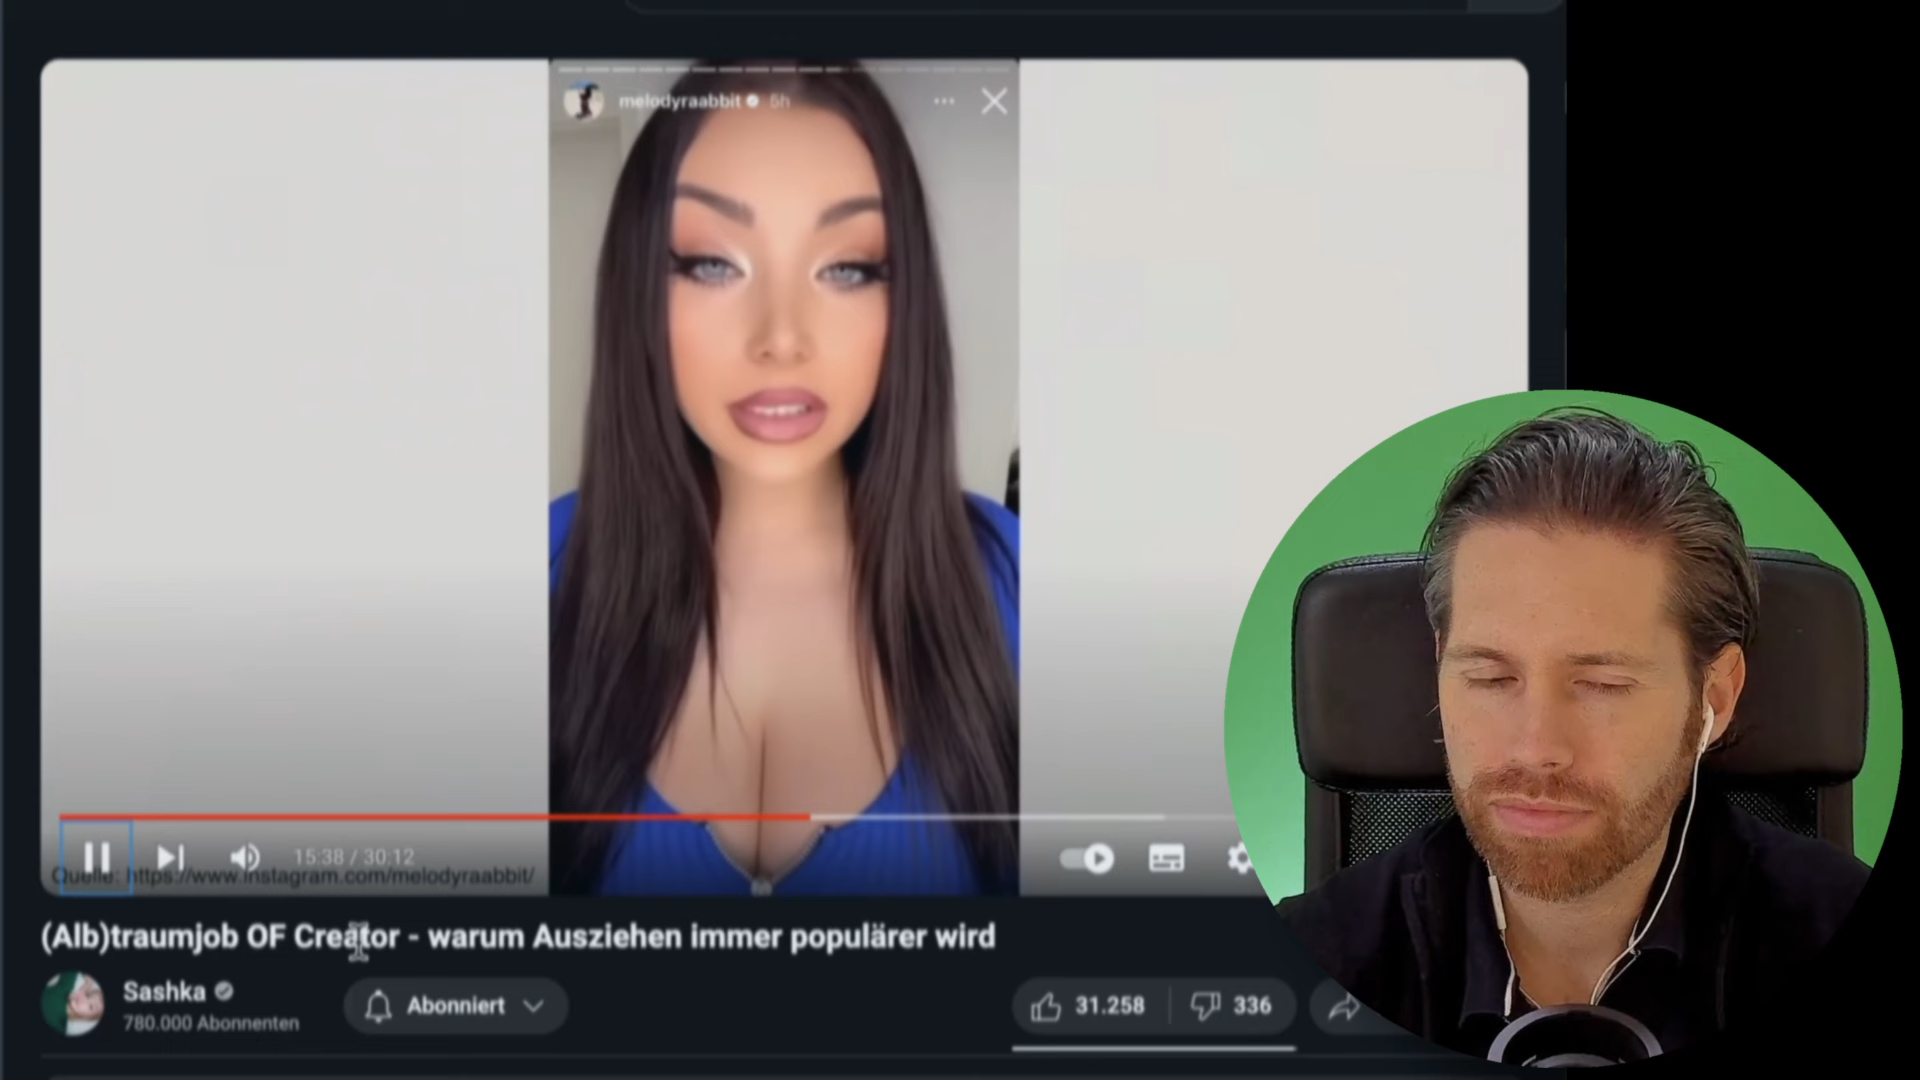 melodyraabbit 5h
15:38 / 30:12
Quelle: https://www.instagram.com/melodyraabbit/
(Alb)traumjob OF Creator - warum Ausziehen immer populärer wird
Sashka
780.000 Abonnenten
Abonniert
31.258
336